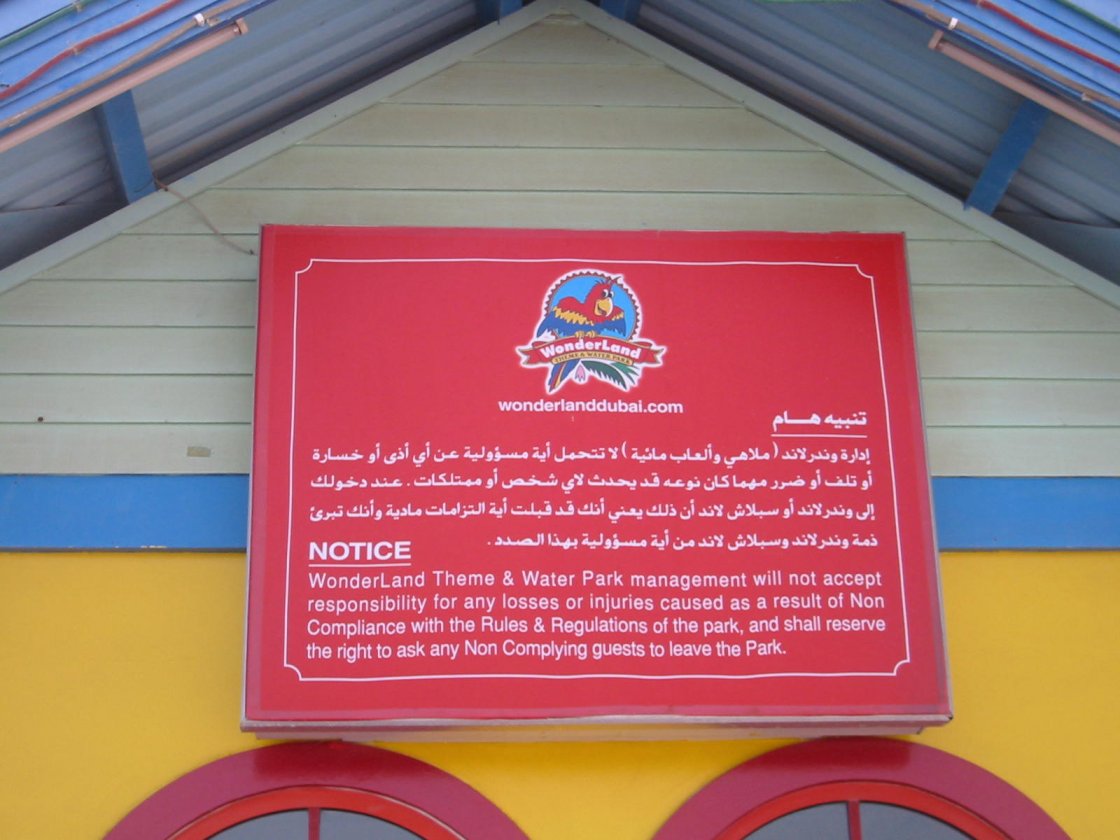 WonderLand
THEME & WATER PARK
wonderlanddubai.com
تنبيه هـام
إدارة وندرلاند (ملاهي وألعاب مائية) لا تتحمل أية مسؤولية عن أي أذى أو خسارة
أو تلف أو ضرر مهما كان نوعه قد يحدث لاي شخص أو ممتلكات . عند دخولك
إلى وندرلاند أو سبلاش لاند أن ذلك يعني أنك قد قبلت أية التزامات مادية وأنك تبرئ
ذمة وندرلاند وسبلاش لاند من أية مسؤولية بهذا الصدد .
NOTICE
WonderLand Theme & Water Park management will not accept
responsibility for any losses or injuries caused as a result of Non
Compliance with the Rules & Regulations of the park, and shall reserve
the right to ask any Non Complying guests to leave the Park.